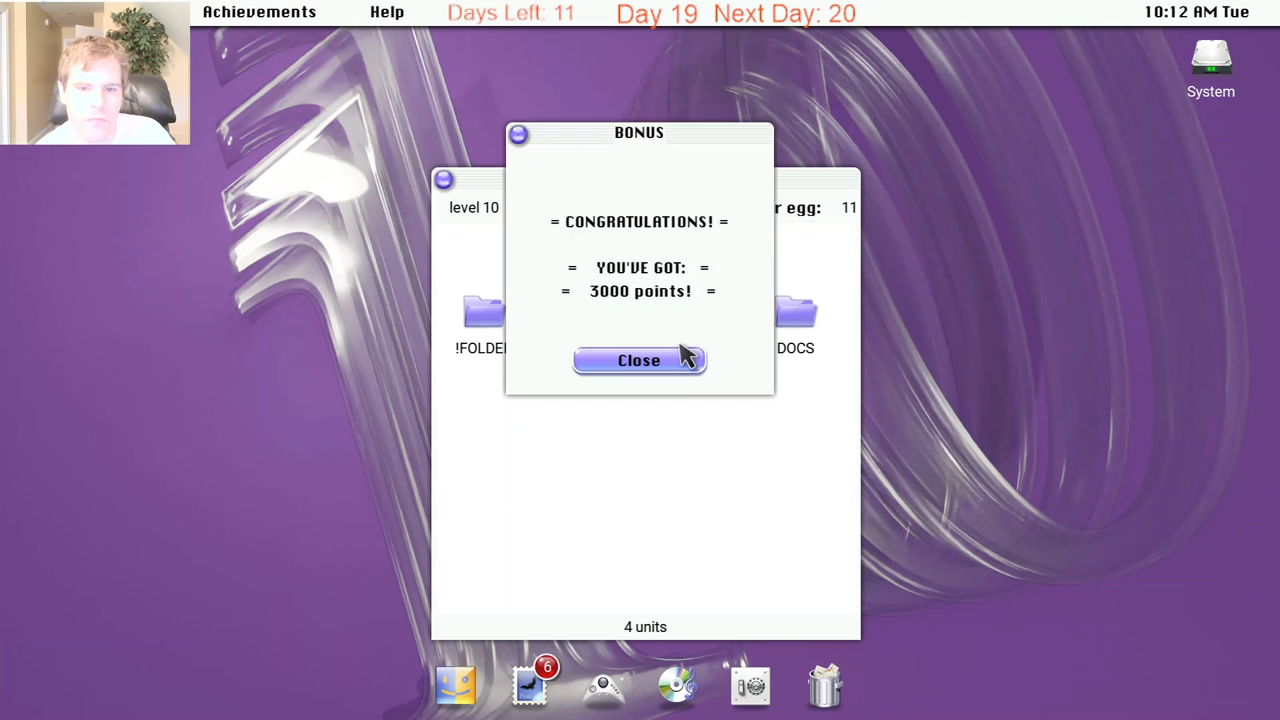 Achievements Help Days Left: 11 Day 19 Next Day: 20 10:12 AM Tue
System
BONUS
level 10 r egg: 11
= CONGRATULATIONS! =
= YOU'VE GOT: =
= 3000 points! =
!FOLDE DOCS
Close
4 units
6